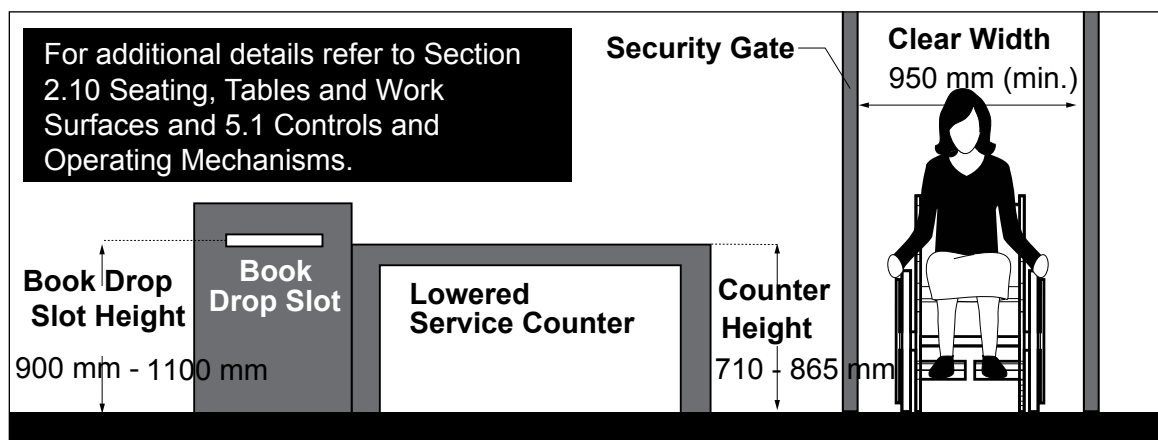 For additional details refer to Section
2.10 Seating, Tables and Work
Surfaces and 5.1 Controls and
Operating Mechanisms.
Security Gate
Clear Width
950 mm (min.)
Book Drop
Slot Height
900 mm - 1100 mm
Book
Drop Slot
Lowered
Service Counter
Counter
Height
710 - 865 mm